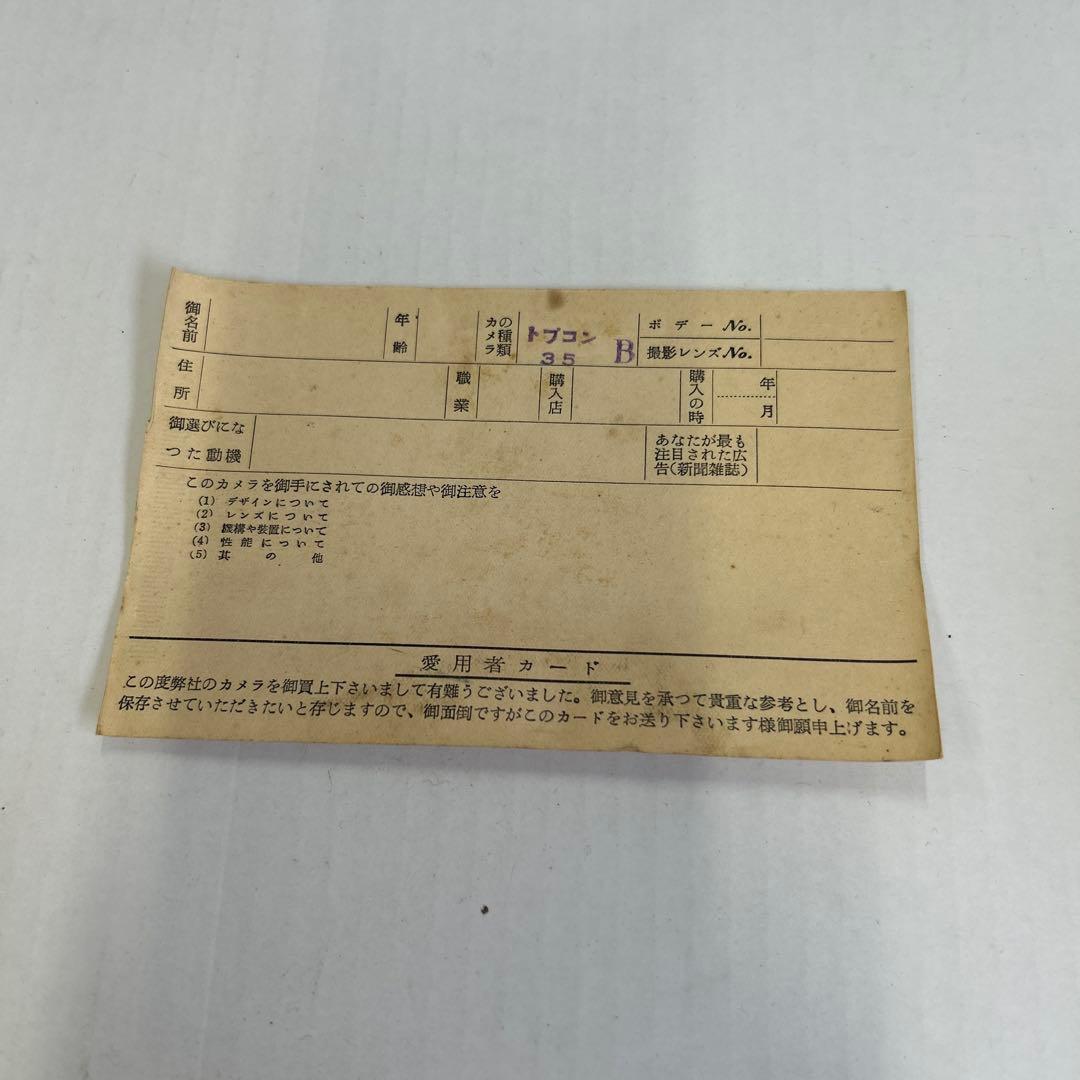 御名前
年齢
カメラの種類
トプコン
35 B
ボデー No.
撮影レンズ No.
住所
職業
購入店
購入の時
年
月
御選びにな
つた動機
あなたが最も
注目された広
告(新聞雑誌)
このカメラを御手にされての御感想や御注意を
(1) デザインについて
(2) レンズについて
(3) 機構や装置について
(4) 性能について
(5) 其の他
愛用者カード
この度弊社のカメラを御買上下さいまして有難うございました。御意見を承つて貴重な参考とし、御名前を
保存させていただきたいと存じますので、御面倒ですがこのカードをお送り下さいます様御願申上げます。